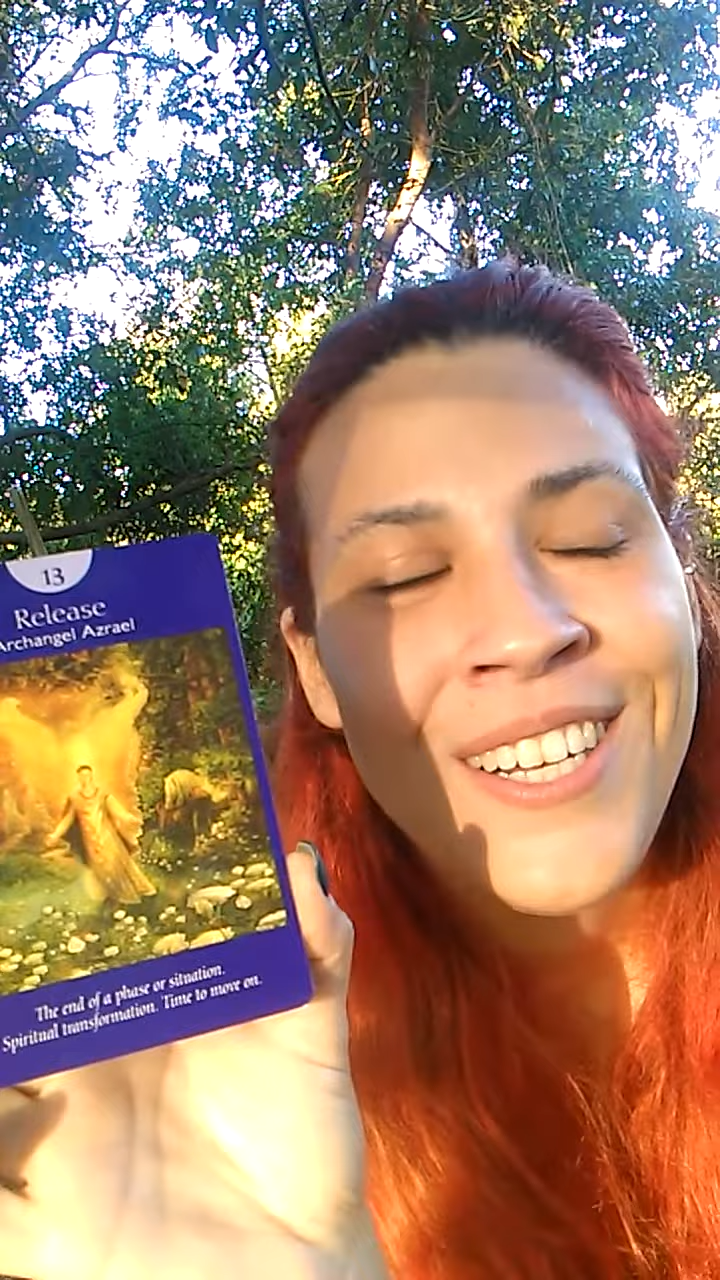 13
Release
Archangel Azrael
The end of a phase or situation.
Spiritual transformation. Time to move on.